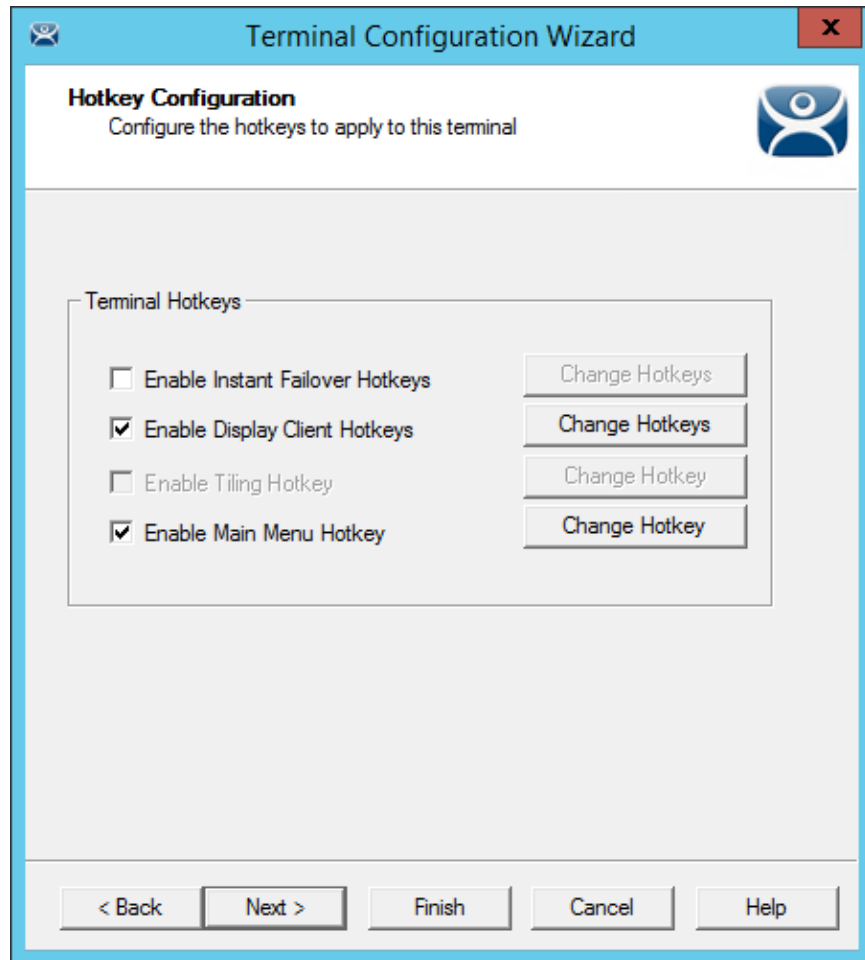 Terminal Configuration Wizard
x
Hotkey Configuration
Configure the hotkeys to apply to this terminal
Terminal Hotkeys
Enable Instant Failover Hotkeys Change Hotkeys
Enable Display Client Hotkeys Change Hotkeys
Enable Tiling Hotkey Change Hotkey
Enable Main Menu Hotkey Change Hotkey
< Back Next > Finish Cancel Help